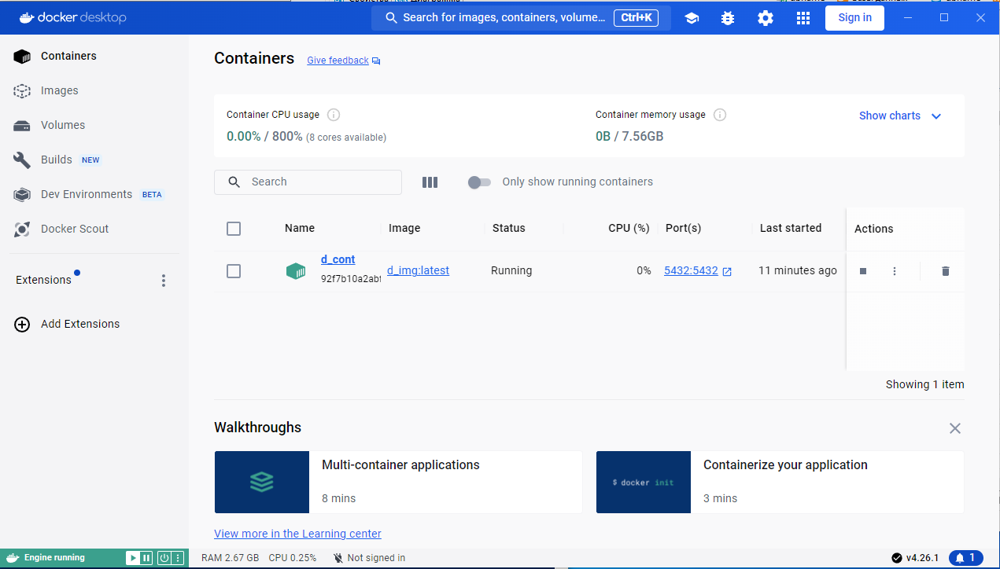 docker desktop
Search for images, containers, volume... Ctrl+K
Sign in
Containers
Images
Volumes
Builds NEW
Dev Environments BETA
Docker Scout
Extensions
Add Extensions
Containers Give feedback
Container CPU usage
0.00% / 800% (8 cores available)
Container memory usage
0B / 7.56GB
Show charts
Search
Only show running containers
Name Image Status CPU (%) Port(s) Last started Actions
d_cont
92f7b10a2ab
d_img:latest Running 0% 5432:5432 11 minutes ago
Showing 1 item
Walkthroughs
Multi-container applications
8 mins
$ docker init
Containerize your application
3 mins
View more in the Learning center
Engine running
RAM 2.67 GB CPU 0.25% Not signed in
v4.26.1 1